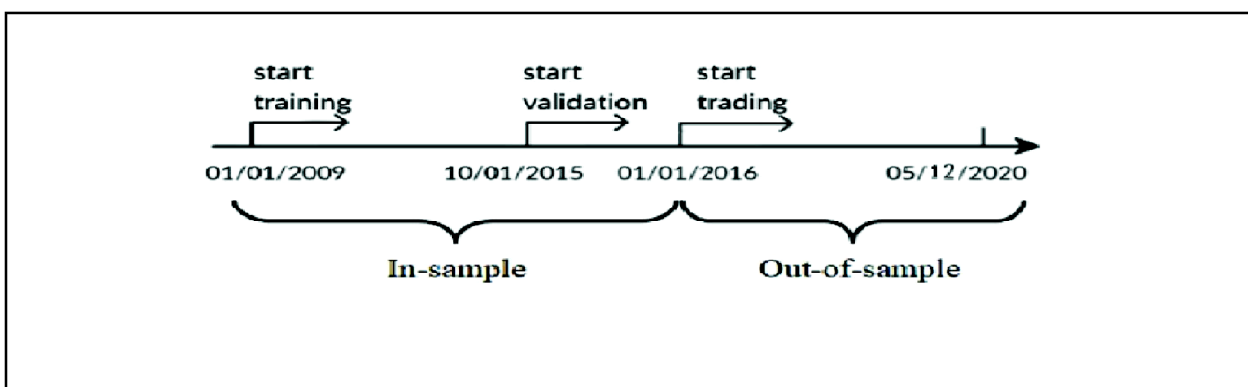 start training
start validation
start trading
01/01/2009
10/01/2015
01/01/2016
05/12/2020
In-sample
Out-of-sample